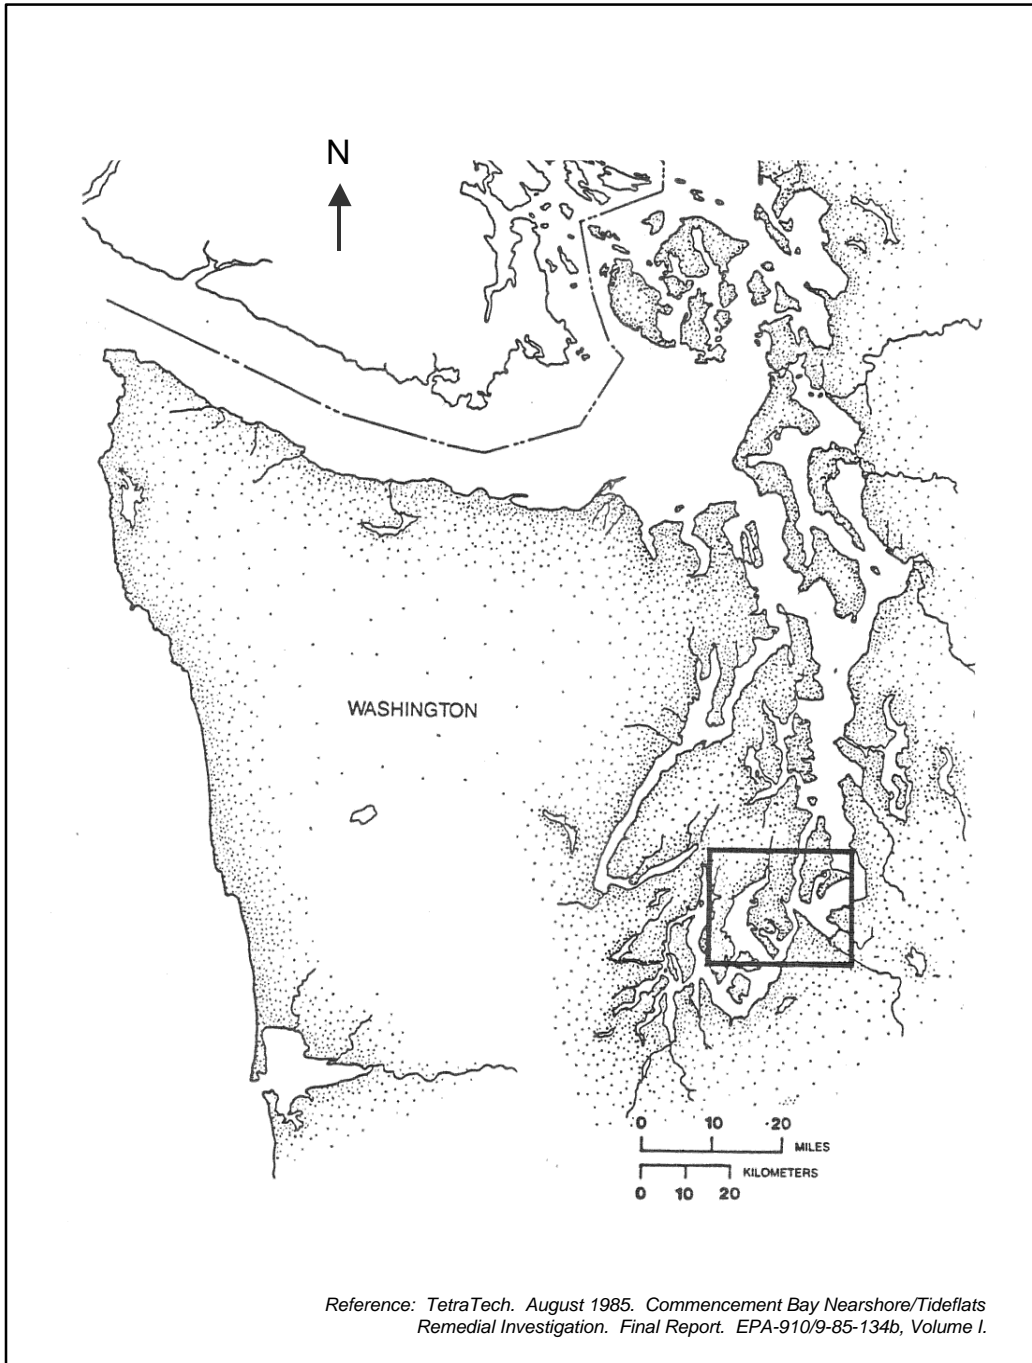 N
WASHINGTON
0 10 20
MILES
KILOMETERS
0 10 20
Reference: TetraTech. August 1985. Commencement Bay Nearshore/Tideflats
Remedial Investigation. Final Report. EPA-910/9-85-134b, Volume I.